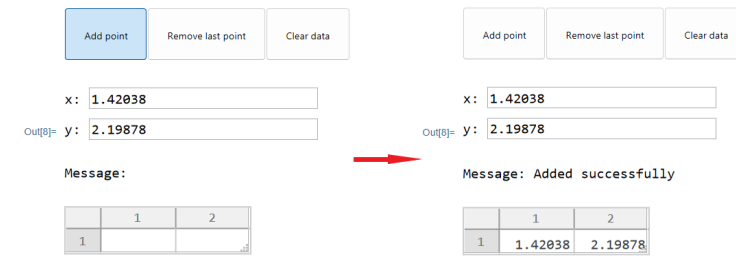 Add point Remove last point Clear data
x: 1.42038
Out[8]= y: 2.19878
Message:
1 2
1
Add point Remove last point Clear data
x: 1.42038
Out[8]= y: 2.19878
Message: Added successfully
1 2
1 1.42038 2.19878